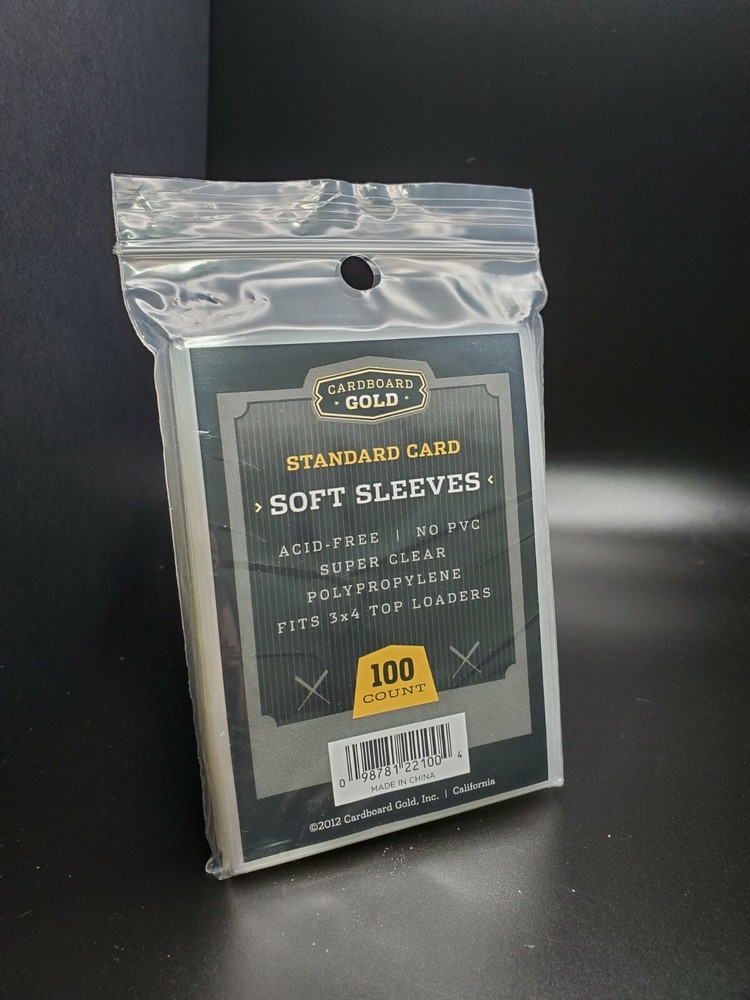 CARDBOARD
GOLD
STANDARD CARD
SOFT SLEEVES
ACID-FREE | NO PVC
SUPER CLEAR
POLYPROPYLENE
FITS 3x4 TOP LOADERS
100
COUNT
0 98781 22100 4
MADE IN CHINA
©2012 Cardboard Gold, Inc. | California